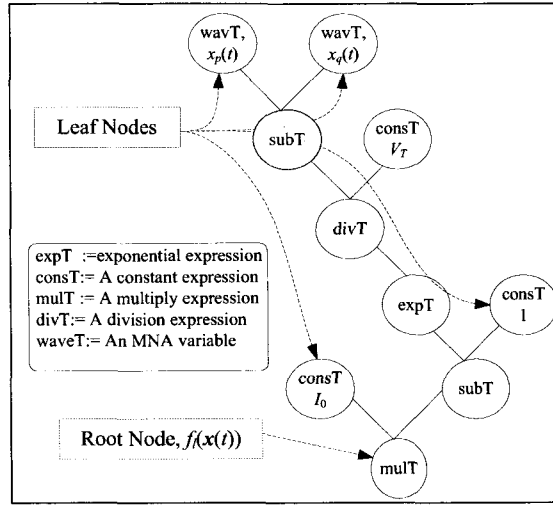 wavT,
x_p(t)
wavT,
x_q(t)
Leaf Nodes
subT
consT
V_T
divT
expT :=exponential expression
consT:= A constant expression
mulT := A multiply expression
divT:= A division expression
waveT:= An MNA variable
expT
consT
1
consT
I_0
subT
Root Node, f_i(x(t))
mulT